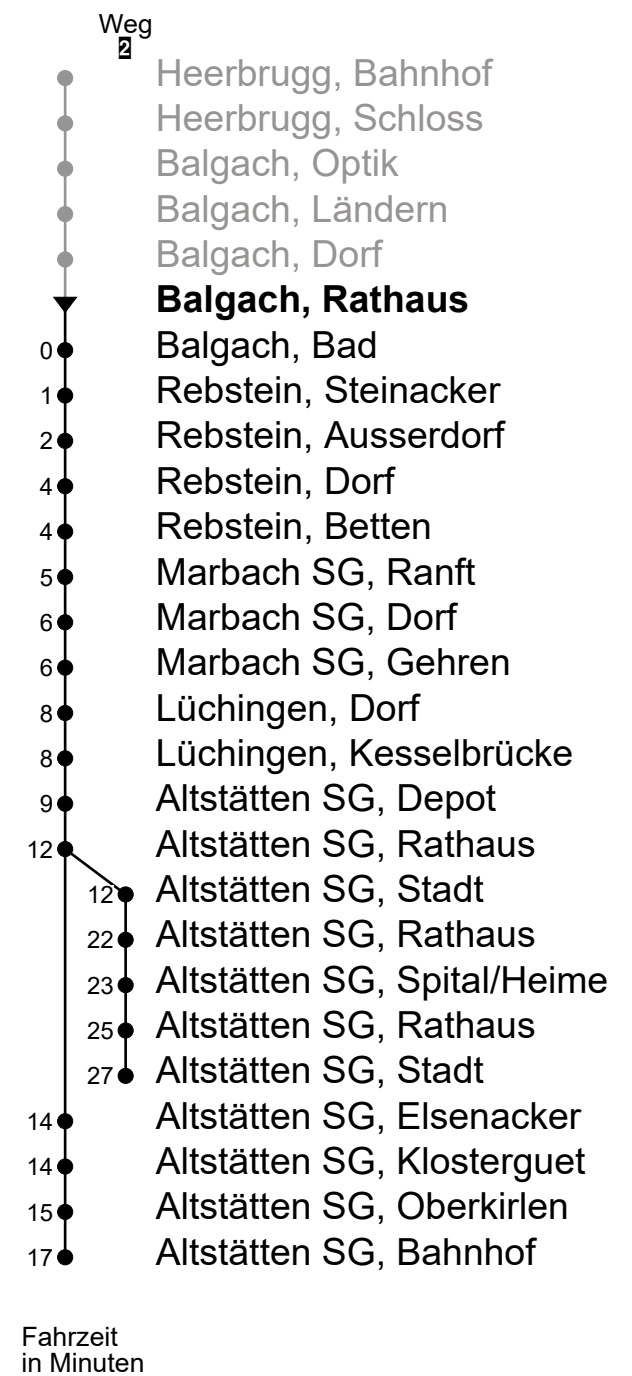 Weg
2
Heerbrugg, Bahnhof
Heerbrugg, Schloss
Balgach, Optik
Balgach, Ländern
Balgach, Dorf
Balgach, Rathaus
0 Balgach, Bad
1 Rebstein, Steinacker
2 Rebstein, Ausserdorf
4 Rebstein, Dorf
4 Rebstein, Betten
5 Marbach SG, Ranft
6 Marbach SG, Dorf
6 Marbach SG, Gehren
8 Lüchingen, Dorf
8 Lüchingen, Kesselbrücke
9 Altstätten SG, Depot
12 Altstätten SG, Rathaus
12 Altstätten SG, Stadt
22 Altstätten SG, Rathaus
23 Altstätten SG, Spital/Heime
25 Altstätten SG, Rathaus
27 Altstätten SG, Stadt
14 Altstätten SG, Elsenacker
14 Altstätten SG, Klosterguet
15 Altstätten SG, Oberkirlen
17 Altstätten SG, Bahnhof
Fahrzeit
in Minuten